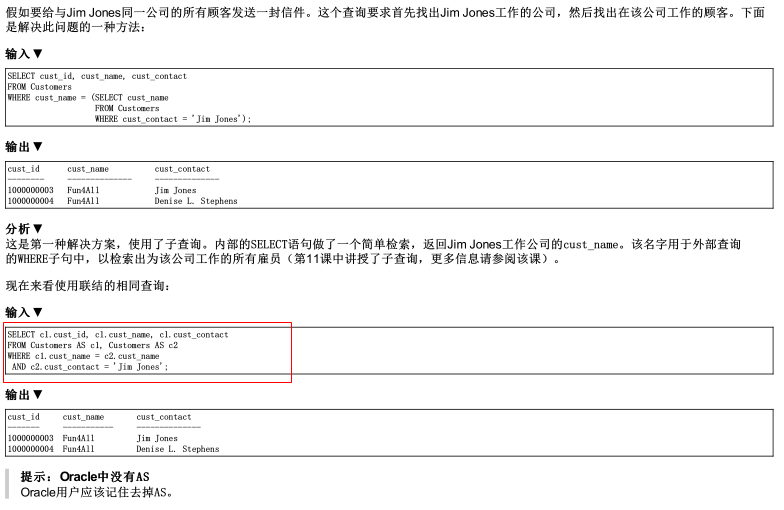 假如要给与Jim Jones同一公司的所有顾客发送一封信件。这个查询要求首先找出Jim Jones工作的公司，然后找出在该公司工作的顾客。下面
是解决此问题的一种方法：
输入▼
SELECT cust_id, cust_name, cust_contact
FROM Customers
WHERE cust_name = (SELECT cust_name
FROM Customers
WHERE cust_contact = 'Jim Jones');
输出▼
cust_id cust_name cust_contact
-------- -------------- --------------
1000000003 Fun4All Jim Jones
1000000004 Fun4All Denise L. Stephens
分析▼
这是第一种解决方案，使用了子查询。内部的SELECT语句做了一个简单检索，返回Jim Jones工作公司的cust_name。该名字用于外部查询
的WHERE子句中，以检索出为该公司工作的所有雇员（第11课中讲授了子查询，更多信息请参阅该课）。
现在来看使用联结的相同查询：
输入▼
SELECT c1.cust_id, c1.cust_name, c1.cust_contact
FROM Customers AS c1, Customers AS c2
WHERE c1.cust_name = c2.cust_name
AND c2.cust_contact = 'Jim Jones';
输出▼
cust_id cust_name cust_contact
------- ----------- --------------
1000000003 Fun4All Jim Jones
1000000004 Fun4All Denise L. Stephens
提示：Oracle中没有AS
Oracle用户应该记住去掉AS。